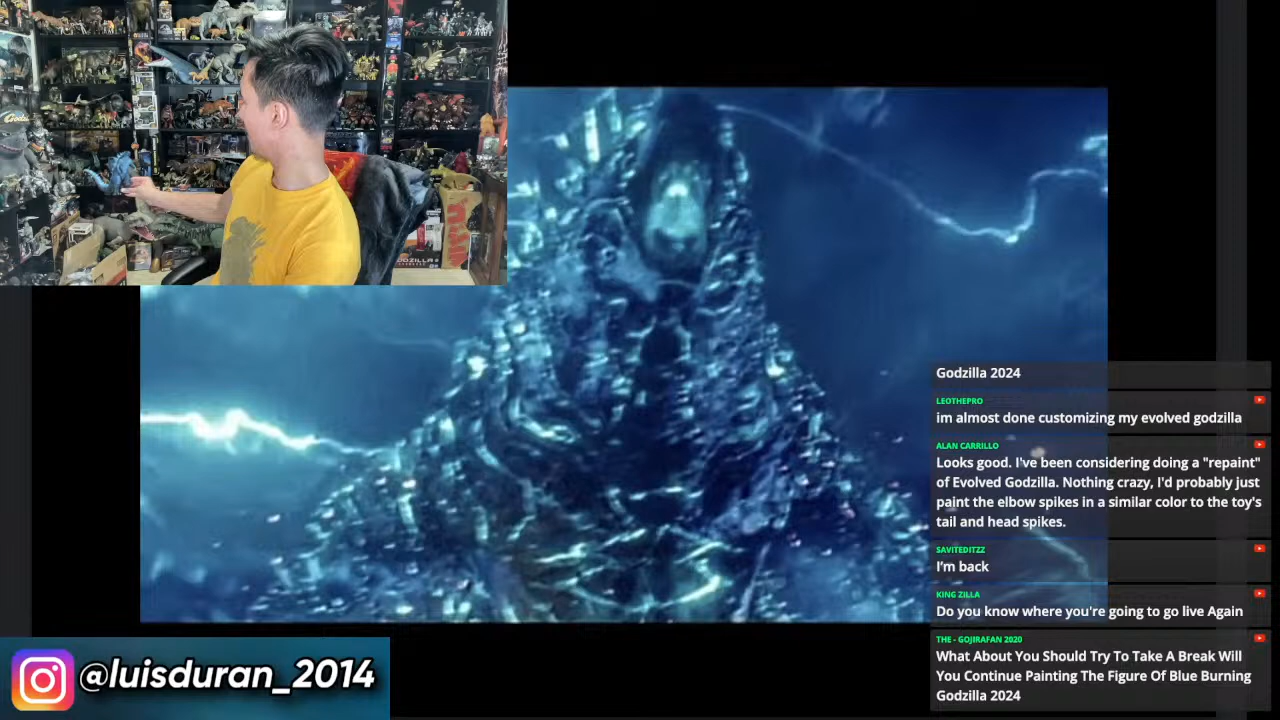 Godzilla 2024
LEOTHEPRO
im almost done customizing my evolved godzilla
ALAN CARRILLO
Looks good. I've been considering doing a "repaint"
of Evolved Godzilla. Nothing crazy, I'd probably just
paint the elbow spikes in a similar color to the toy's
tail and head spikes.
SAVITEDITZZ
I'm back
KING ZILLA
Do you know where you're going to go live Again
THE - GOJIRAFAN 2020
What About You Should Try To Take A Break Will
You Continue Painting The Figure Of Blue Burning
Godzilla 2024
@luisduran_2014
GODZILLA